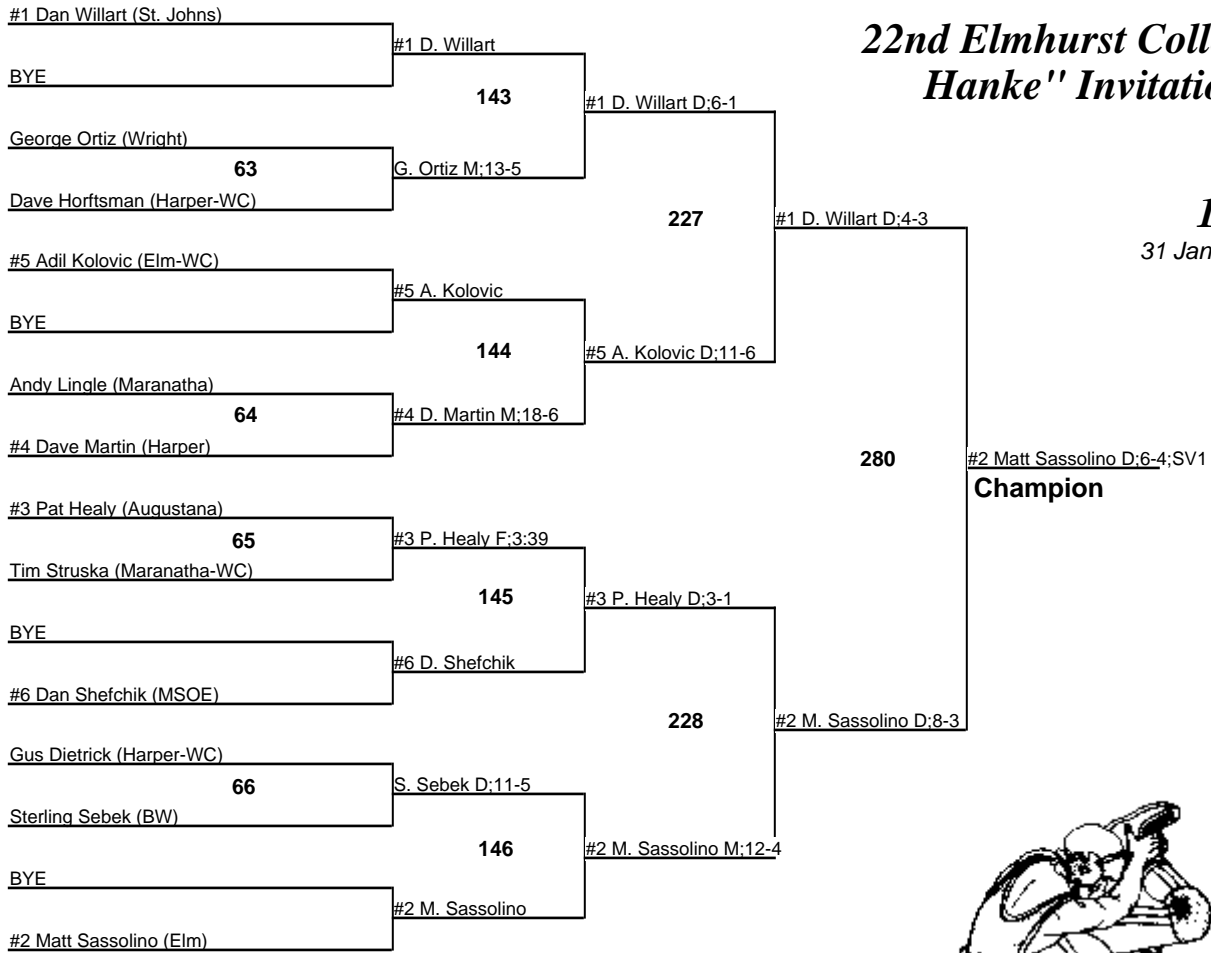 22nd Elmhurst Coll
Hanke" Invitatio
31 Jan
#1 Dan Willart (St. Johns)
#1 D. Willart
BYE
143
#1 D. Willart D;6-1
George Ortiz (Wright)
63
G. Ortiz M;13-5
Dave Horftsman (Harper-WC)
227
#1 D. Willart D;4-3
#5 Adil Kolovic (Elm-WC)
#5 A. Kolovic
BYE
144
#5 A. Kolovic D;11-6
Andy Lingle (Maranatha)
64
#4 D. Martin M;18-6
#4 Dave Martin (Harper)
280
#2 Matt Sassolino D;6-4;SV1
Champion
#3 Pat Healy (Augustana)
65
#3 P. Healy F;3:39
Tim Struska (Maranatha-WC)
145
#3 P. Healy D;3-1
BYE
#6 D. Shefchik
#6 Dan Shefchik (MSOE)
228
#2 M. Sassolino D;8-3
Gus Dietrick (Harper-WC)
66
S. Sebek D;11-5
Sterling Sebek (BW)
146
#2 M. Sassolino M;12-4
BYE
#2 M. Sassolino
#2 Matt Sassolino (Elm)